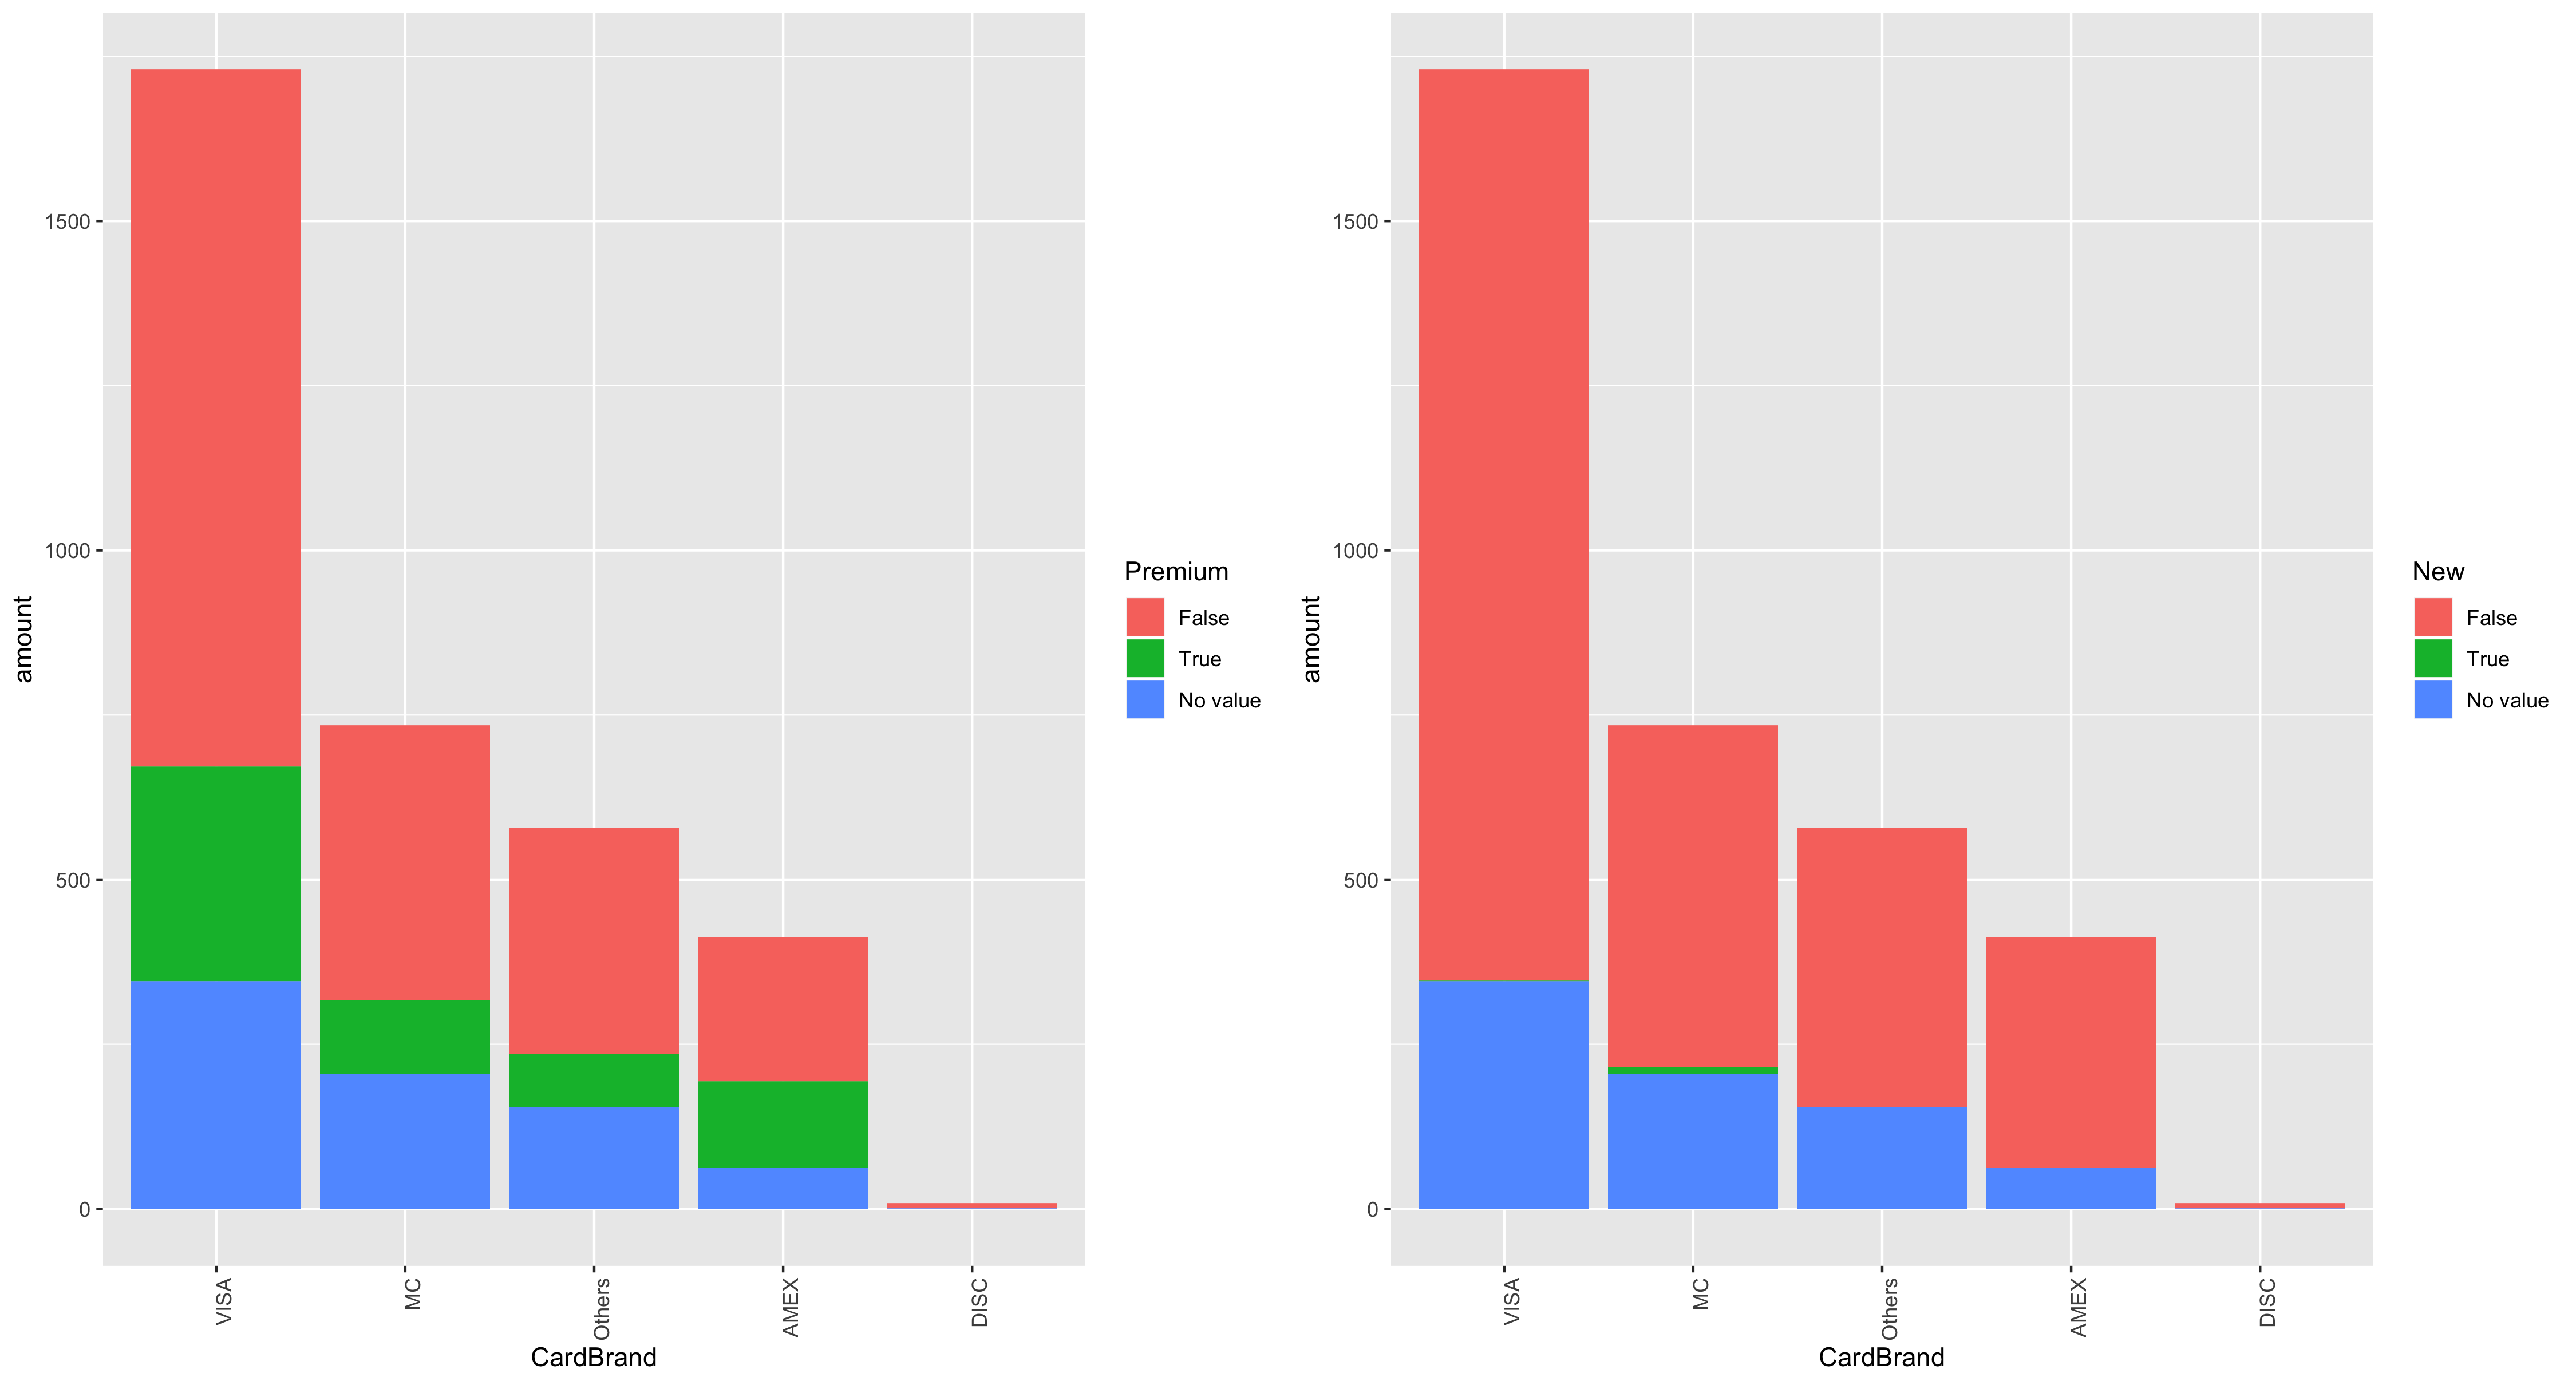 1500
1000
500
0
amount
VISA
MC
Others
AMEX
DISC
CardBrand
Premium
False
True
No value
1500
1000
500
0
amount
VISA
MC
Others
AMEX
DISC
CardBrand
New
False
True
No value